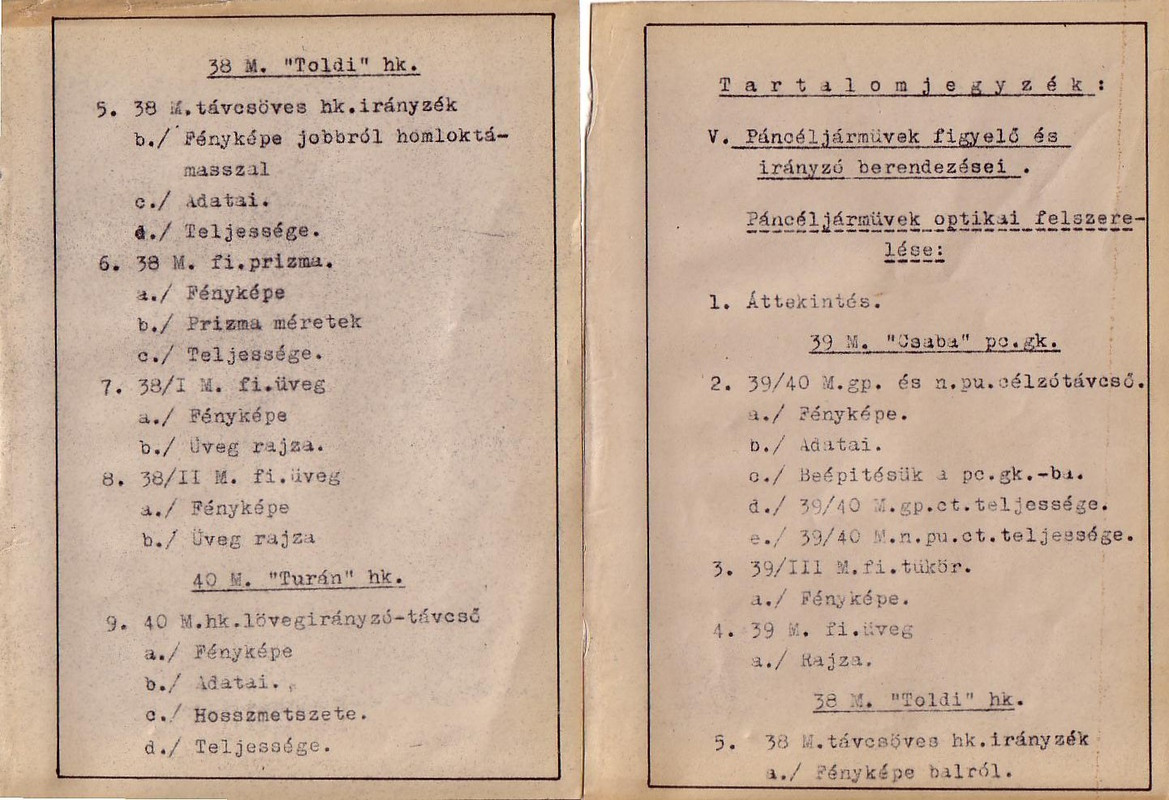 38 M. "Toldi" hk.
5. 38 M.távcsöves hk.irányzék
b./ Fényképe jobbról homloktá-
masszal
c./ Adatai.
d./ Teljessége.
6. 38 M. fi.prizma.
a./ Fényképe
b./ Prizma méretek
c./ Teljessége.
7. 38/I M. fi.üveg
a./ Fényképe
b./ Üveg rajza.
8. 38/II M. fi.üveg
a./ Fényképe
b./ Üveg rajza
40 M. "Turán" hk.
9. 40 M.hk.lövegirányzó-távcső
a./ Fényképe
b./ Adatai.
c./ Hosszmetszete.
d./ Teljessége.
Tartalomjegyzék:
V. Páncéljármüvek figyelő és
irányzó berendezései .
Páncéljármüvek optikai felszere-
lése:
1. Áttekintés.
39 M. "Csaba" pc.gk.
2. 39/40 M.gp. és n.pu.célzótávcső.
a./ Fényképe.
b./ Adatai.
c./ Beépitésük a pc.gk.-ba.
d./ 39/40 M.gp.ct.teljessége.
e./ 39/40 M.n.pu.ct.teljessége.
3. 39/III M.fi.tükör.
a./ Fényképe.
4. 39 M. fi.üveg
a./ Rajza.
38 M. "Toldi" hk.
5. 38 M.távcsöves hk.irányzék
a./ Fényképe balról.